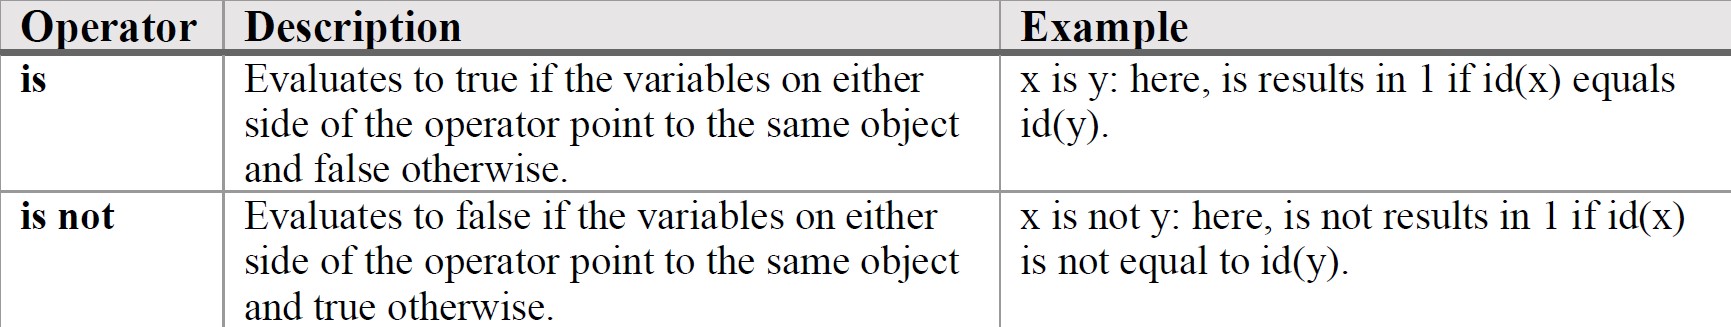 Operator Description Example
is Evaluates to true if the variables on either x is y: here, is results in 1 if id(x) equals
side of the operator point to the same object id(y).
and false otherwise.
is not Evaluates to false if the variables on either x is not y: here, is not results in 1 if id(x)
side of the operator point to the same object is not equal to id(y).
and true otherwise.